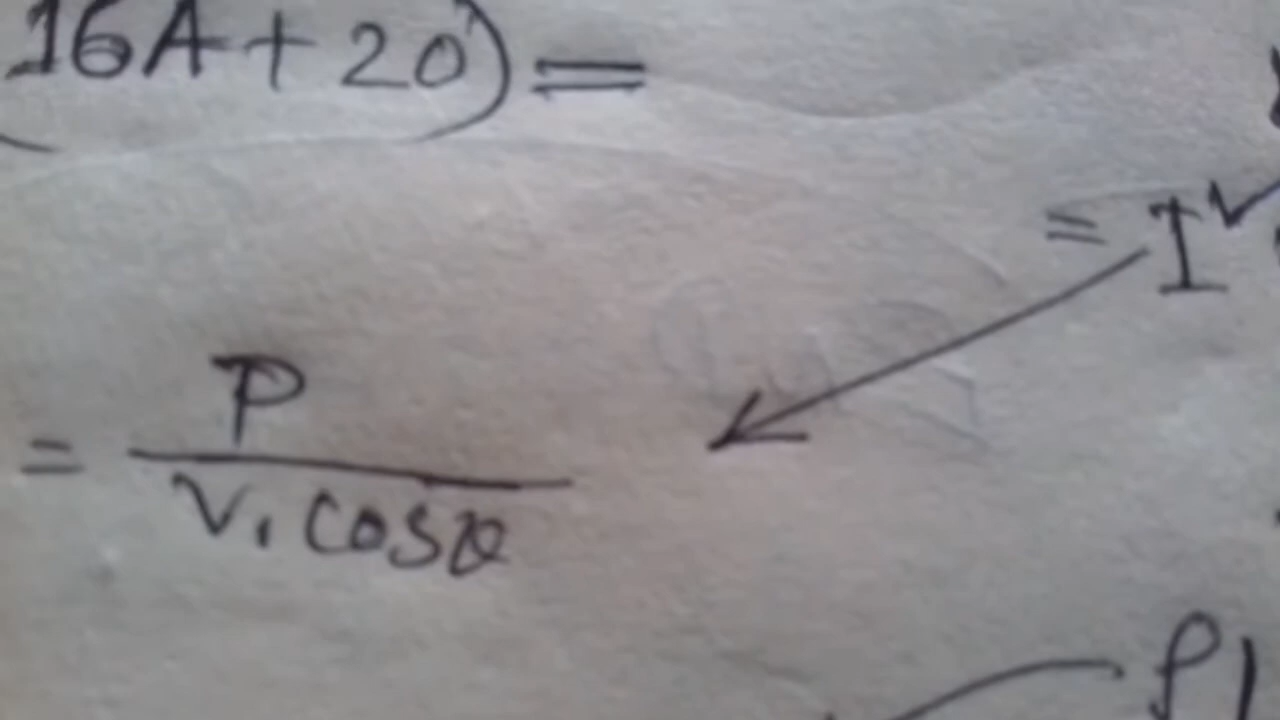 16A+20)=
= I
= P
V. cosθ